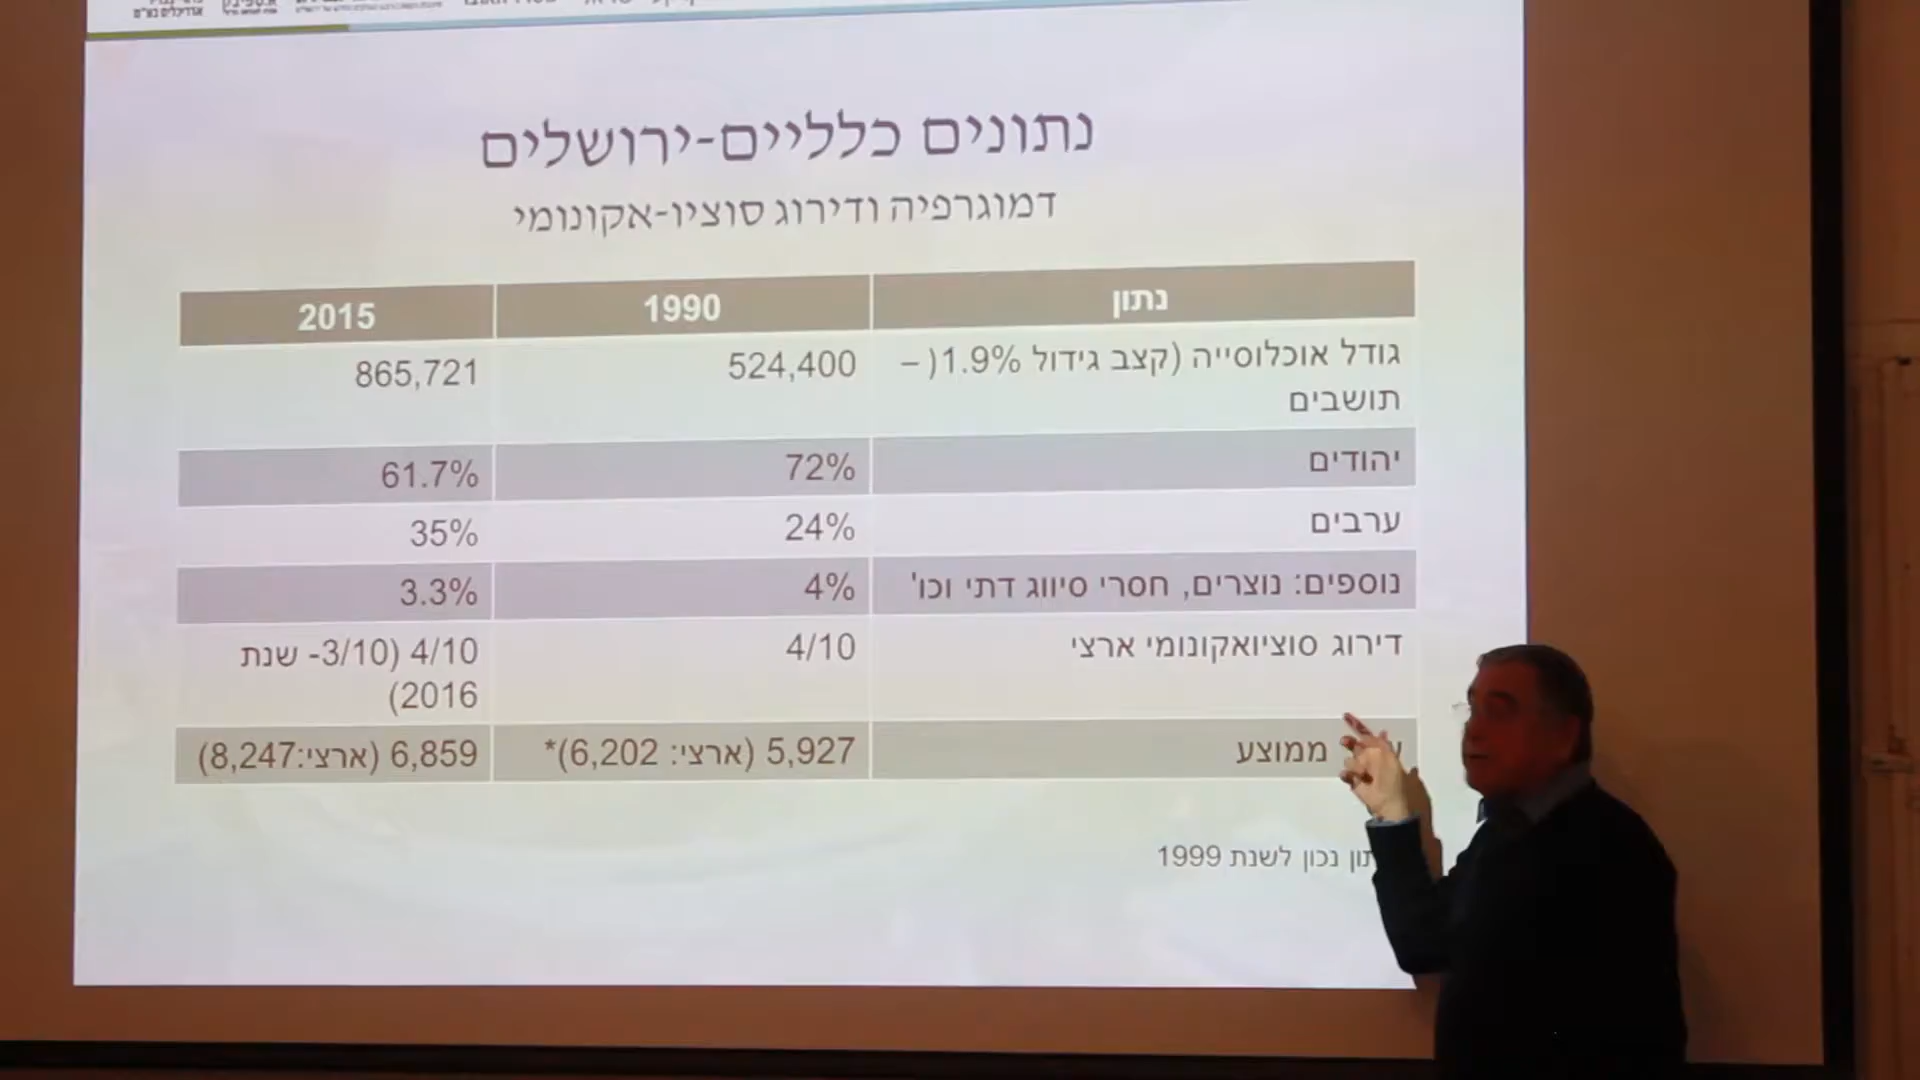 אדריכלים בע"מ
נתונים כלליים-ירושלים
דמוגרפיה ודירוג סוציו-אקונומי
נתון 1990 2015
גודל אוכלוסייה (קצב גידול 1.9%( – 524,400 865,721
תושבים
יהודים 72% 61.7%
ערבים 24% 35%
נוספים: נוצרים, חסרי סיווג דתי וכו' 4% 3.3%
דירוג סוציואקונומי ארצי 4/10 4/10 (3/10- שנת
2016)
ממוצע 5,927 (ארצי: 6,202)* 6,859 (ארצי:8,247)
נכון לשנת 1999